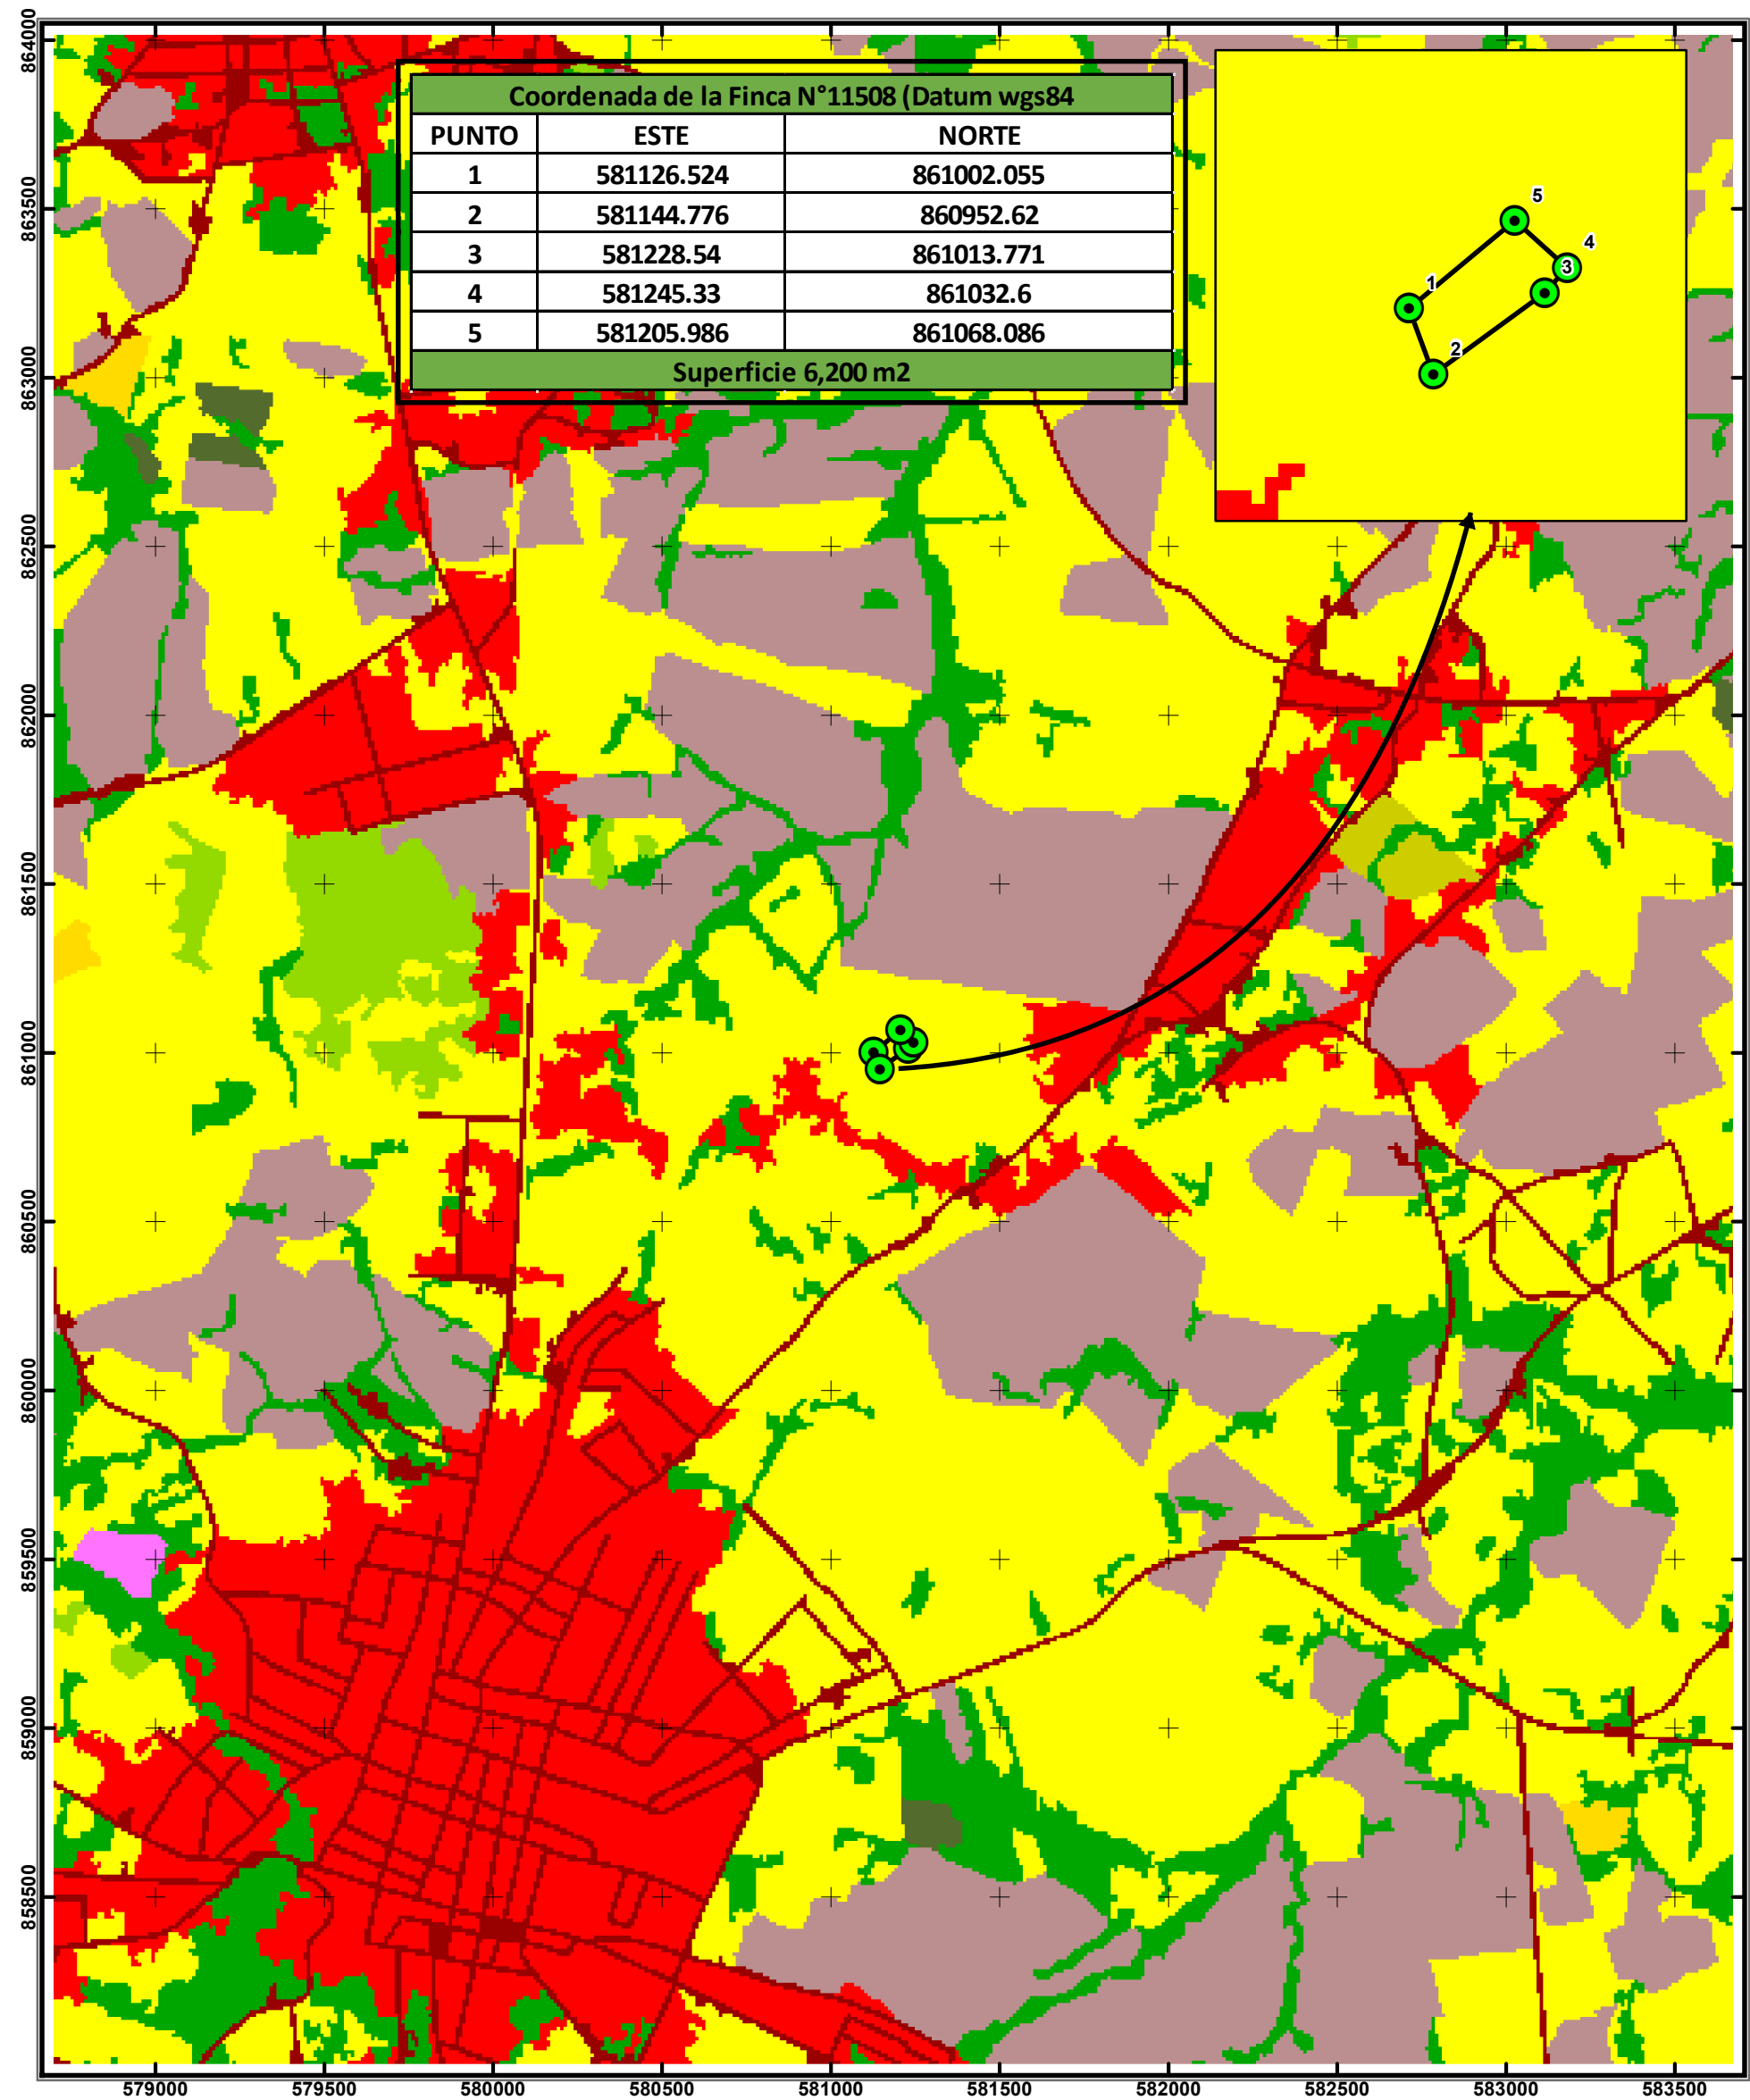 Coordenada de la Finca N°11508 (Datum wgs84
PUNTO ESTE NORTE
1 581126.524 861002.055
2 581144.776 860952.62
3 581228.54 861013.771
4 581245.33 861032.6
5 581205.986 861068.086
Superficie 6,200 m2
5
4
3
1
2
864000
863500
863000
862500
862000
861500
861000
860500
860000
859500
859000
858500
579000 579500 580000 580500 581000 581500 582000 582500 583000 583500